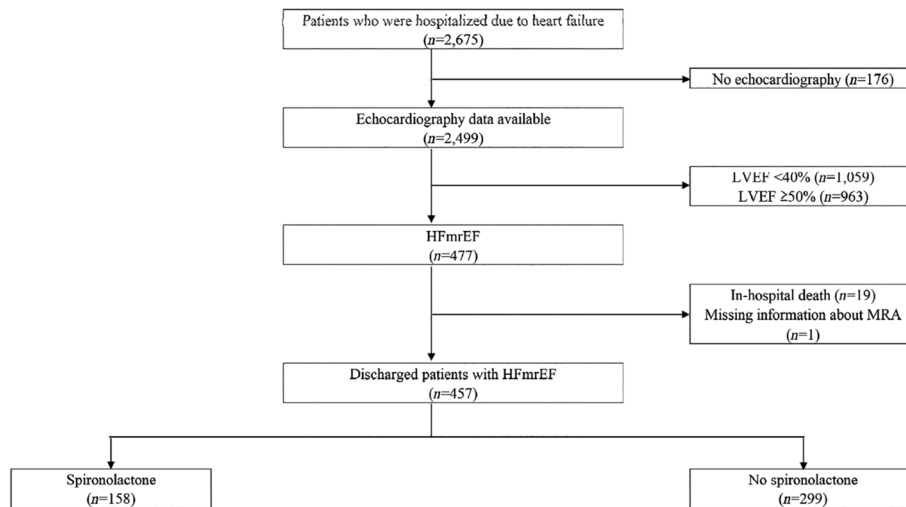 Patients who were hospitalized due to heart failure
(n=2,675)
No echocardiography (n=176)
Echocardiography data available
(n=2,499)
LVEF <40% (n=1,059)
LVEF ≥50% (n=963)
HFmrEF
(n=477)
In-hospital death (n=19)
Missing information about MRA
(n=1)
Discharged patients with HFmrEF
(n=457)
Spironolactone
(n=158)
No spironolactone
(n=299)